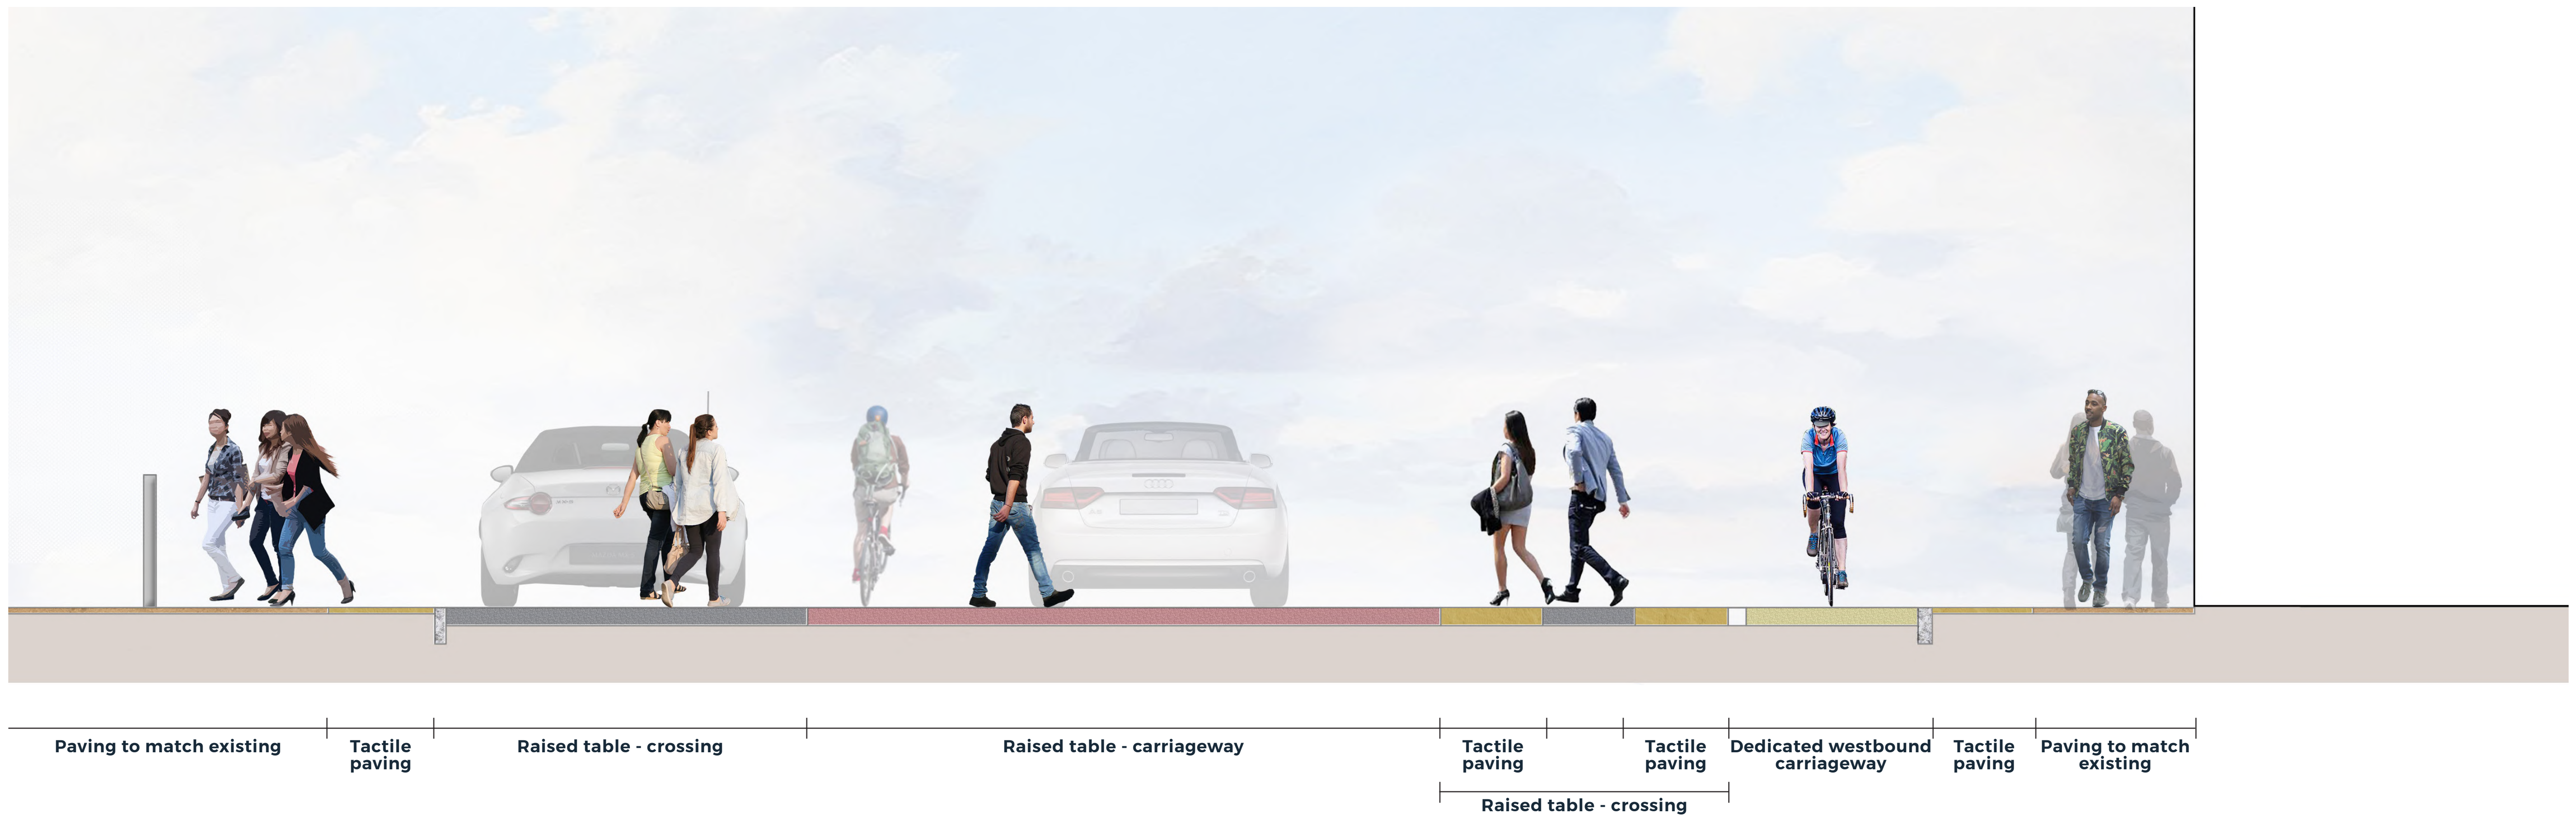 Paving to match existing
Tactile
paving
Raised table - crossing
Raised table - carriageway
Tactile
paving
Tactile
paving
Dedicated westbound
carriageway
Tactile
paving
Paving to match
existing
Raised table - crossing